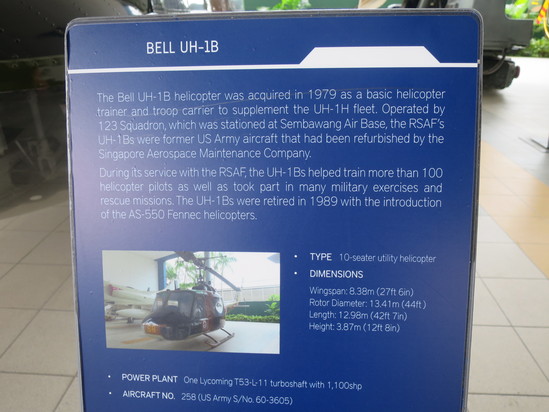 BELL UH-1B
The Bell UH-1B helicopter was acquired in 1979 as a basic helicopter
trainer and troop carrier to supplement the UH-1H fleet. Operated by
123 Squadron, which was stationed at Sembawang Air Base, the RSAF's
UH-1Bs were former US Army aircraft that had been refurbished by the
Singapore Aerospace Maintenance Company.
During its service with the RSAF, the UH-1Bs helped train more than 100
helicopter pilots as well as took part in many military exercises and
rescue missions. The UH-1Bs were retired in 1989 with the introduction
of the AS-550 Fennec helicopters.
• TYPE 10-seater utility helicopter
• DIMENSIONS
Wingspan: 8.38m (27ft 6in)
Rotor Diameter: 13.41m (44ft )
Length: 12.98m (42ft 7in)
Height: 3.87m (12ft 8in)
• POWER PLANT One Lycoming T53-L-11 turboshaft with 1,100shp
• AIRCRAFT NO. 258 (US Army S/No. 60-3605)